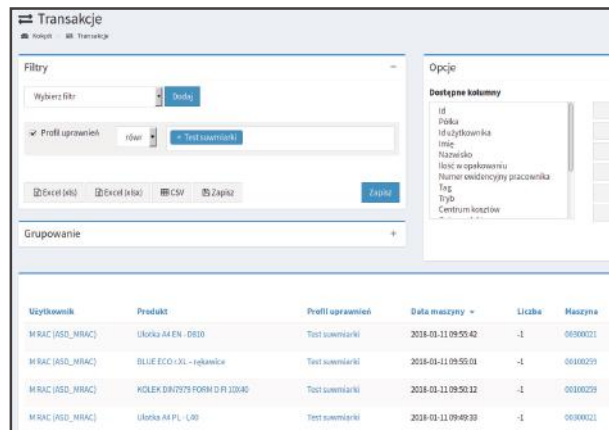 Transakcje
Kokpit Transakcje
Filtry
Wybierz filtr
Dodaj
Profil uprawnień
równ
× Test suwmiarki
Excel (xls)
Excel (xlsx)
CSV
Zapisz
Zapisz
Grupowanie
Opcje
Dostępne kolumny
Id
Półka
Id użytkownika
Imię
Nazwisko
Ilość w opakowaniu
Numer ewidencyjny pracownika
Tag
Tryb
Centrum kosztów
Użytkownik Produkt Profil uprawnień Data maszyny Liczba Maszyna
M RAC (ASD_MRAC) Ulotka A4 EN - D810 Test suwmiarki 2018-01-11 09:55:42 -1 00300021
M RAC (ASD_MRAC) BLUE ECO r.XL – rękawice Test suwmiarki 2018-01-11 09:55:01 -1 00100259
M RAC (ASD_MRAC) KOLEK DIN7979 FORM D FI 10X40 Test suwmiarki 2018-01-11 09:50:12 -1 00100259
M RAC (ASD_MRAC) Ulotka A4 PL - L40 Test suwmiarki 2018-01-11 09:49:33 -1 00300021